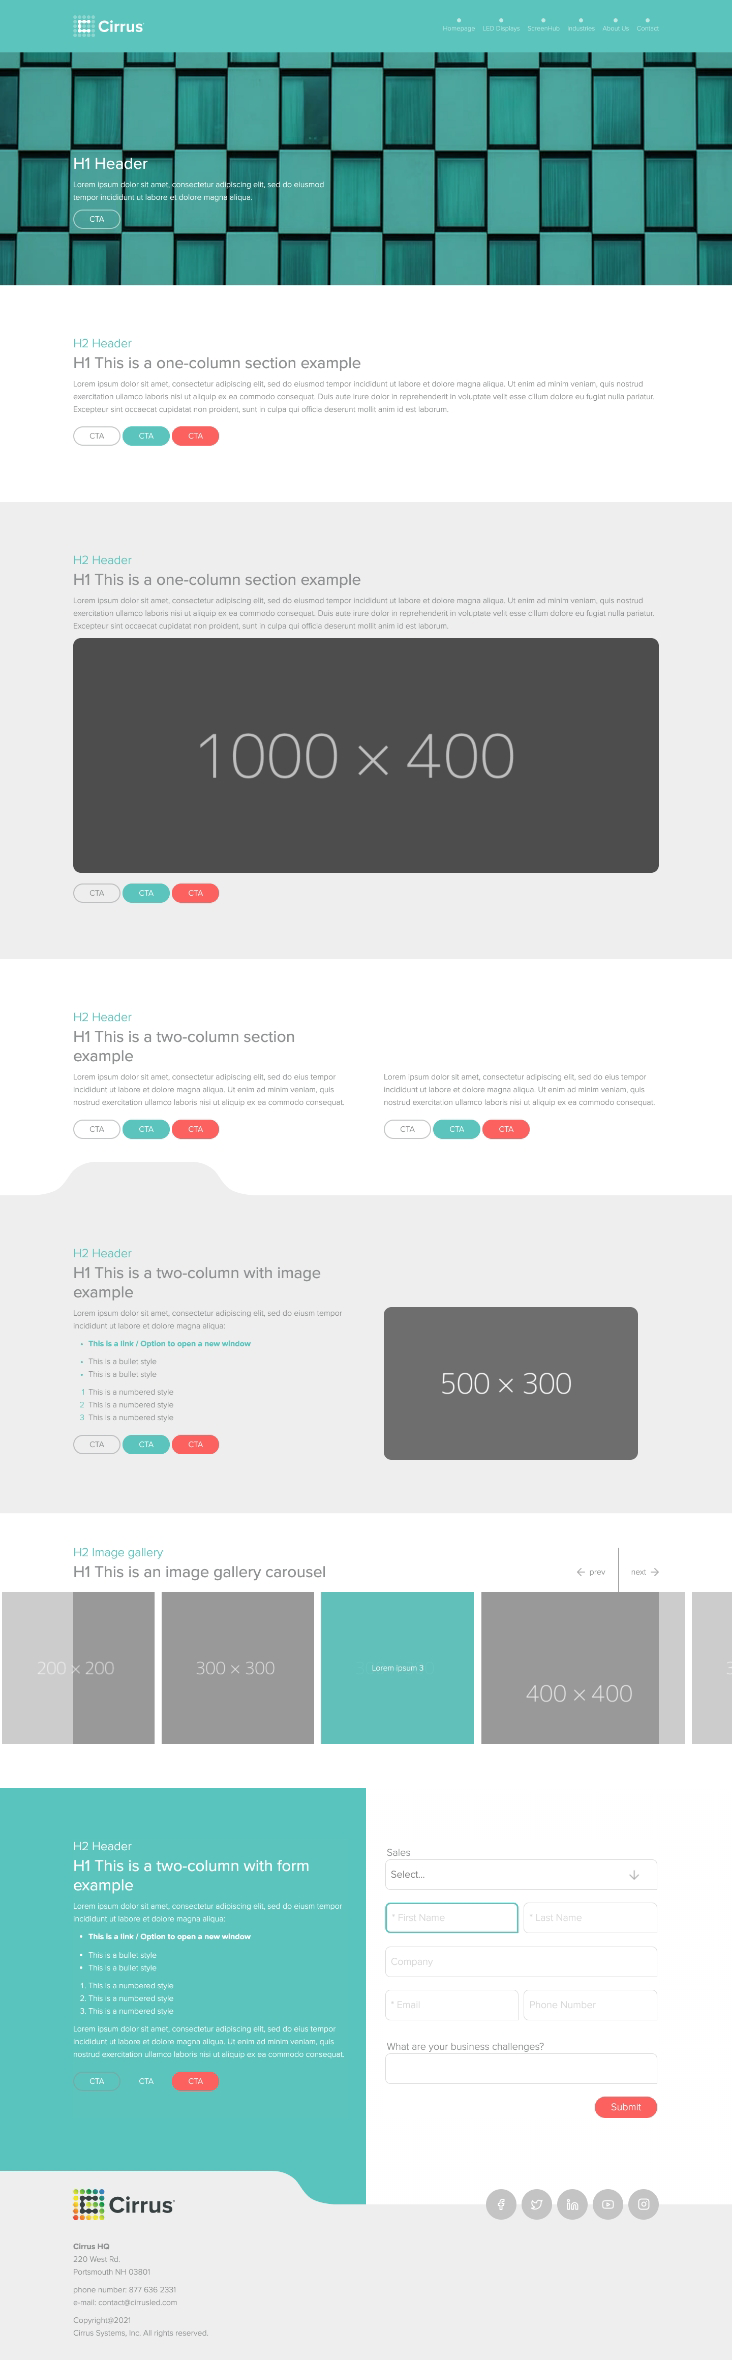 Cirrus
Homepage LED Displays ScreenHub Industries About Us Contact
H1 Header
Lorem ipsum dolor sit amet, consectetur adipiscing elit, sed do eiusmod
tempor incididunt ut labore et dolore magna aliqua.
CTA
H2 Header
H1 This is a one-column section example
Lorem ipsum dolor sit amet, consectetur adipiscing elit, sed do eiusmod tempor incididunt ut labore et dolore magna aliqua. Ut enim ad minim veniam, quis nostrud
exercitation ullamco laboris nisi ut aliquip ex ea commodo consequat. Duis aute irure dolor in reprehenderit in voluptate velit esse cillum dolore eu fugiat nulla pariatur.
Excepteur sint occaecat cupidatat non proident, sunt in culpa qui officia deserunt mollit anim id est laborum.
CTA CTA CTA
H2 Header
H1 This is a one-column section example
Lorem ipsum dolor sit amet, consectetur adipiscing elit, sed do eiusmod tempor incididunt ut labore et dolore magna aliqua. Ut enim ad minim veniam, quis nostrud
exercitation ullamco laboris nisi ut aliquip ex ea commodo consequat. Duis aute irure dolor in reprehenderit in voluptate velit esse cillum dolore eu fugiat nulla pariatur.
Excepteur sint occaecat cupidatat non proident, sunt in culpa qui officia deserunt mollit anim id est laborum.
1000 × 400
CTA CTA CTA
H2 Header
H1 This is a two-column section
example
Lorem ipsum dolor sit amet, consectetur adipiscing elit, sed do eius tempor
incididunt ut labore et dolore magna aliqua. Ut enim ad minim veniam, quis
nostrud exercitation ullamco laboris nisi ut aliquip ex ea commodo consequat.
CTA CTA CTA
Lorem ipsum dolor sit amet, consectetur adipiscing elit, sed do eius tempor
incididunt ut labore et dolore magna aliqua. Ut enim ad minim veniam, quis
nostrud exercitation ullamco laboris nisi ut aliquip ex ea commodo consequat.
CTA CTA CTA
H2 Header
H1 This is a two-column with image
example
Lorem ipsum dolor sit amet, consectetur adipiscing elit, sed do eiusm tempor
incididunt ut labore et dolore magna aliqua:
• This is a link / Option to open a new window
• This is a bullet style
• This is a bullet style
1 This is a numbered style
2 This is a numbered style
3 This is a numbered style
CTA CTA CTA
500 × 300
H2 Image gallery
H1 This is an image gallery carousel
← prev next →
200 × 200
300 × 300
Lorem Ipsum 3
400 × 400
3
H2 Header
H1 This is a two-column with form
example
Lorem ipsum dolor sit amet, consectetur adipiscing elit, sed do eiusm tempor
incididunt ut labore et dolore magna aliqua:
• This is a link / Option to open a new window
• This is a bullet style
• This is a bullet style
1. This is a numbered style
2. This is a numbered style
3. This is a numbered style
Lorem ipsum dolor sit amet, consectetur adipiscing elit, sed do eius tempor
incididunt ut labore et dolore magna aliqua. Ut enim ad minim veniam, quis
nostrud exercitation ullamco laboris nisi ut aliquip ex ea commodo consequat.
CTA CTA CTA
Sales
Select...
* First Name
* Last Name
Company
* Email
Phone Number
What are your business challenges?
Submit
Cirrus
Cirrus HQ
220 West Rd.
Portsmouth NH 03801
phone number: 877 636 2331
e-mail: contact@cirrusled.com
Copyright@2021
Cirrus Systems, Inc. All rights reserved.